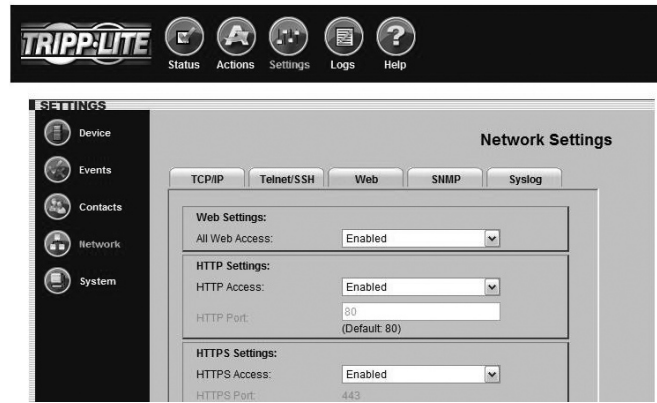 TRIPP·LITE
Status Actions Settings Logs Help
SETTINGS
Device
Events
Contacts
Network
System
Network Settings
TCP/IP Telnet/SSH Web SNMP Syslog
Web Settings:
All Web Access: Enabled
HTTP Settings:
HTTP Access: Enabled
HTTP Port: 80
(Default: 80)
HTTPS Settings:
HTTPS Access: Enabled
HTTPS Port: 443